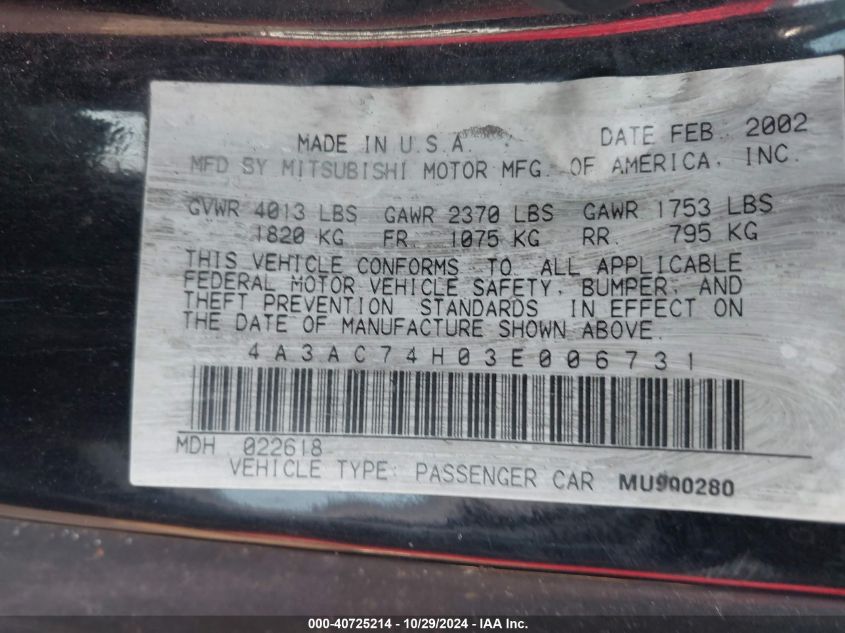 MADE IN U.S.A. DATE FEB. 2002
MFD BY MITSUBISHI MOTOR MFG. OF AMERICA, INC.
GVWR 4013 LBS GAWR 2370 LBS GAWR 1753 LBS
1820 KG FR. 1075 KG RR. 795 KG
THIS VEHICLE CONFORMS TO ALL APPLICABLE
FEDERAL MOTOR VEHICLE SAFETY, BUMPER, AND
THEFT PREVENTION STANDARDS IN EFFECT ON
THE DATE OF MANUFACTURE SHOWN ABOVE.
4A3AC74H03E006731
MDH 022618
VEHICLE TYPE: PASSENGER CAR MU990280
000-40725214 - 10/29/2024 - IAA Inc.